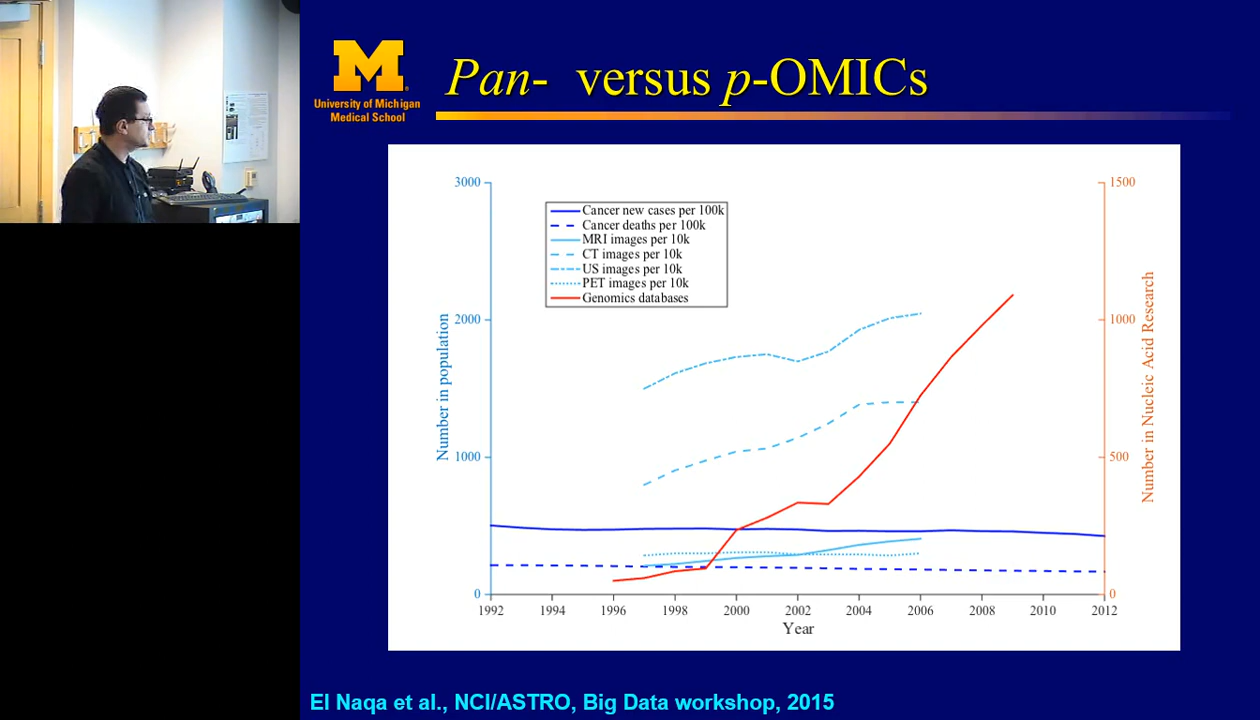 M
University of Michigan
Medical School
Pan- versus p-OMICs
3000
2000
1000
0
Number in population
Cancer new cases per 100k
Cancer deaths per 100k
MRI images per 10k
CT images per 10k
US images per 10k
PET images per 10k
Genomics databases
1500
1000
500
0
Number in Nucleic Acid Research
1992 1994 1996 1998 2000 2002 2004 2006 2008 2010 2012
Year
El Naqa et al., NCI/ASTRO, Big Data workshop, 2015